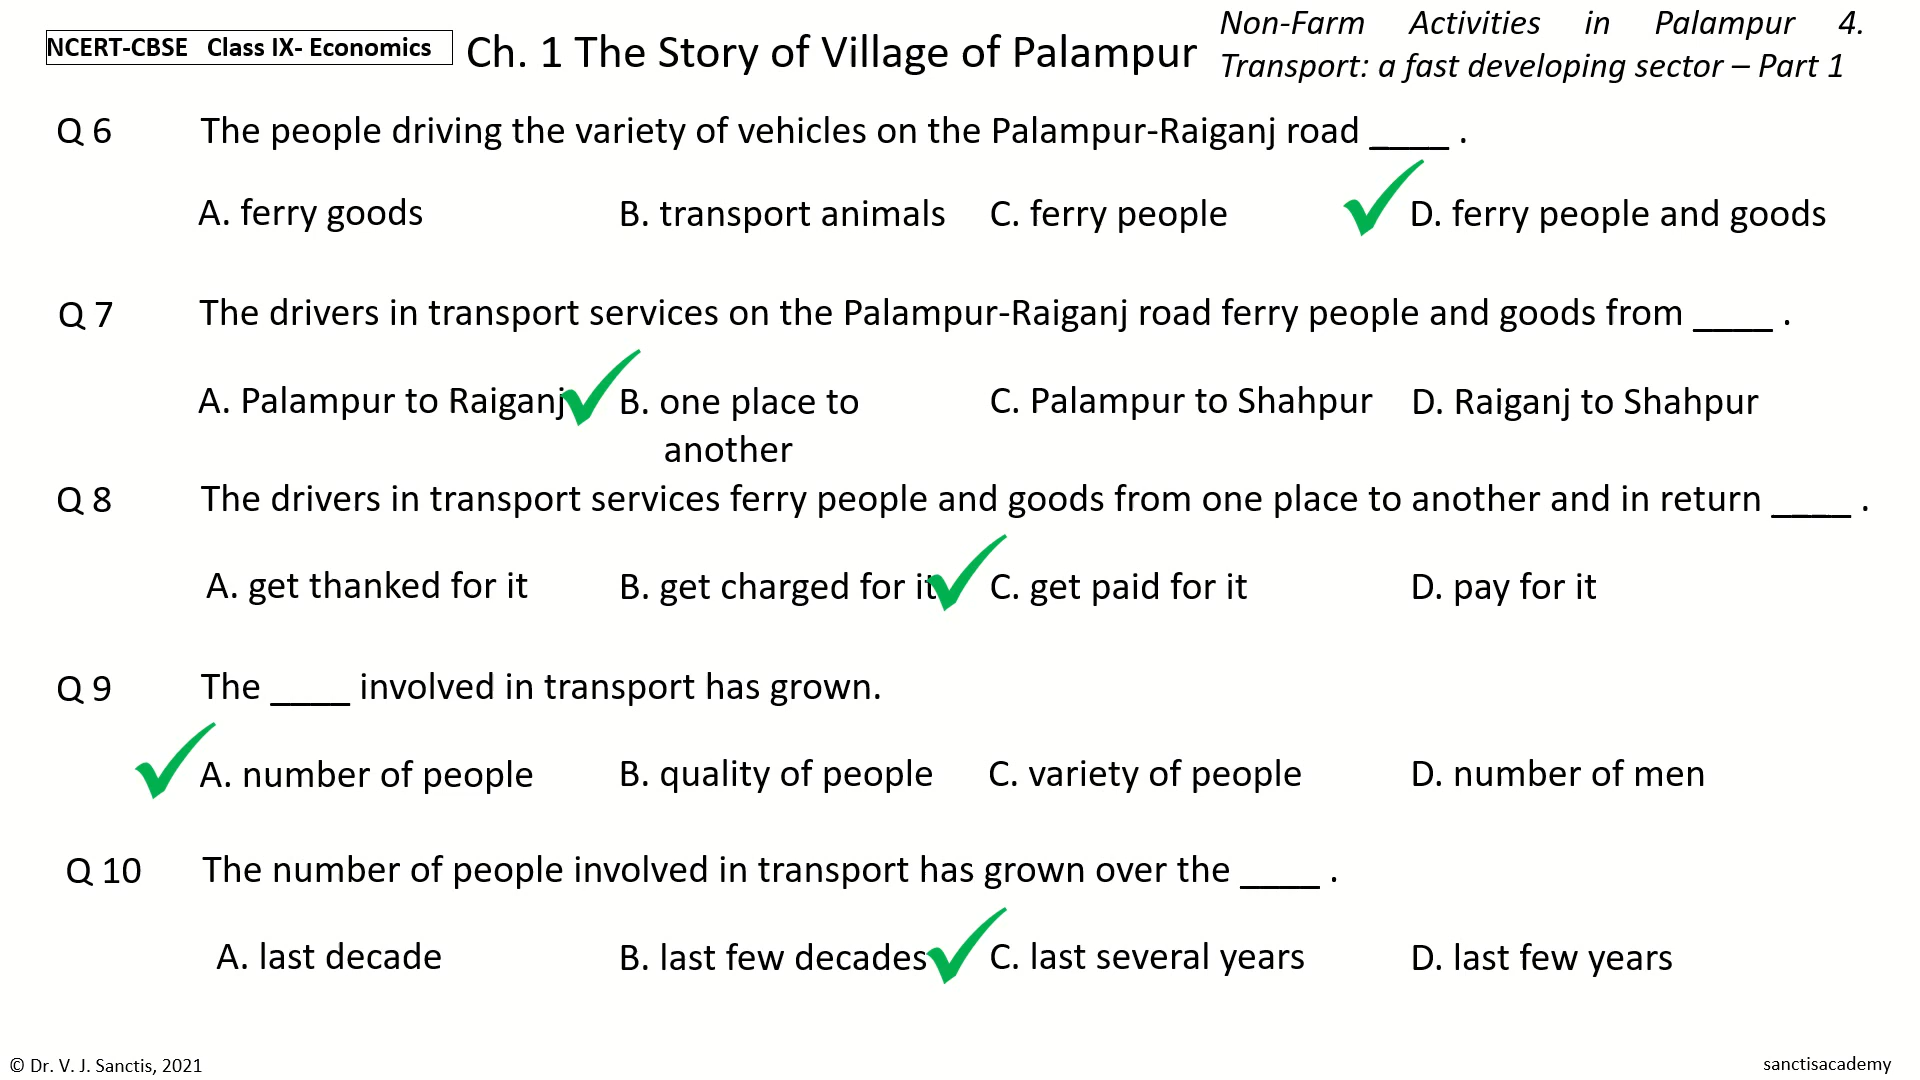 NCERT-CBSE Class IX- Economics
Ch. 1 The Story of Village of Palampur
Non-Farm Activities in Palampur 4.
Transport: a fast developing sector – Part 1
Q 6 The people driving the variety of vehicles on the Palampur-Raiganj road ____ .
A. ferry goods B. transport animals C. ferry people D. ferry people and goods
Q 7 The drivers in transport services on the Palampur-Raiganj road ferry people and goods from ____ .
A. Palampur to Raiganj B. one place to C. Palampur to Shahpur D. Raiganj to Shahpur
another
Q 8 The drivers in transport services ferry people and goods from one place to another and in return ____ .
A. get thanked for it B. get charged for it C. get paid for it D. pay for it
Q 9 The ____ involved in transport has grown.
A. number of people B. quality of people C. variety of people D. number of men
Q 10 The number of people involved in transport has grown over the ____ .
A. last decade B. last few decades C. last several years D. last few years
© Dr. V. J. Sanctis, 2021
sanctisacademy